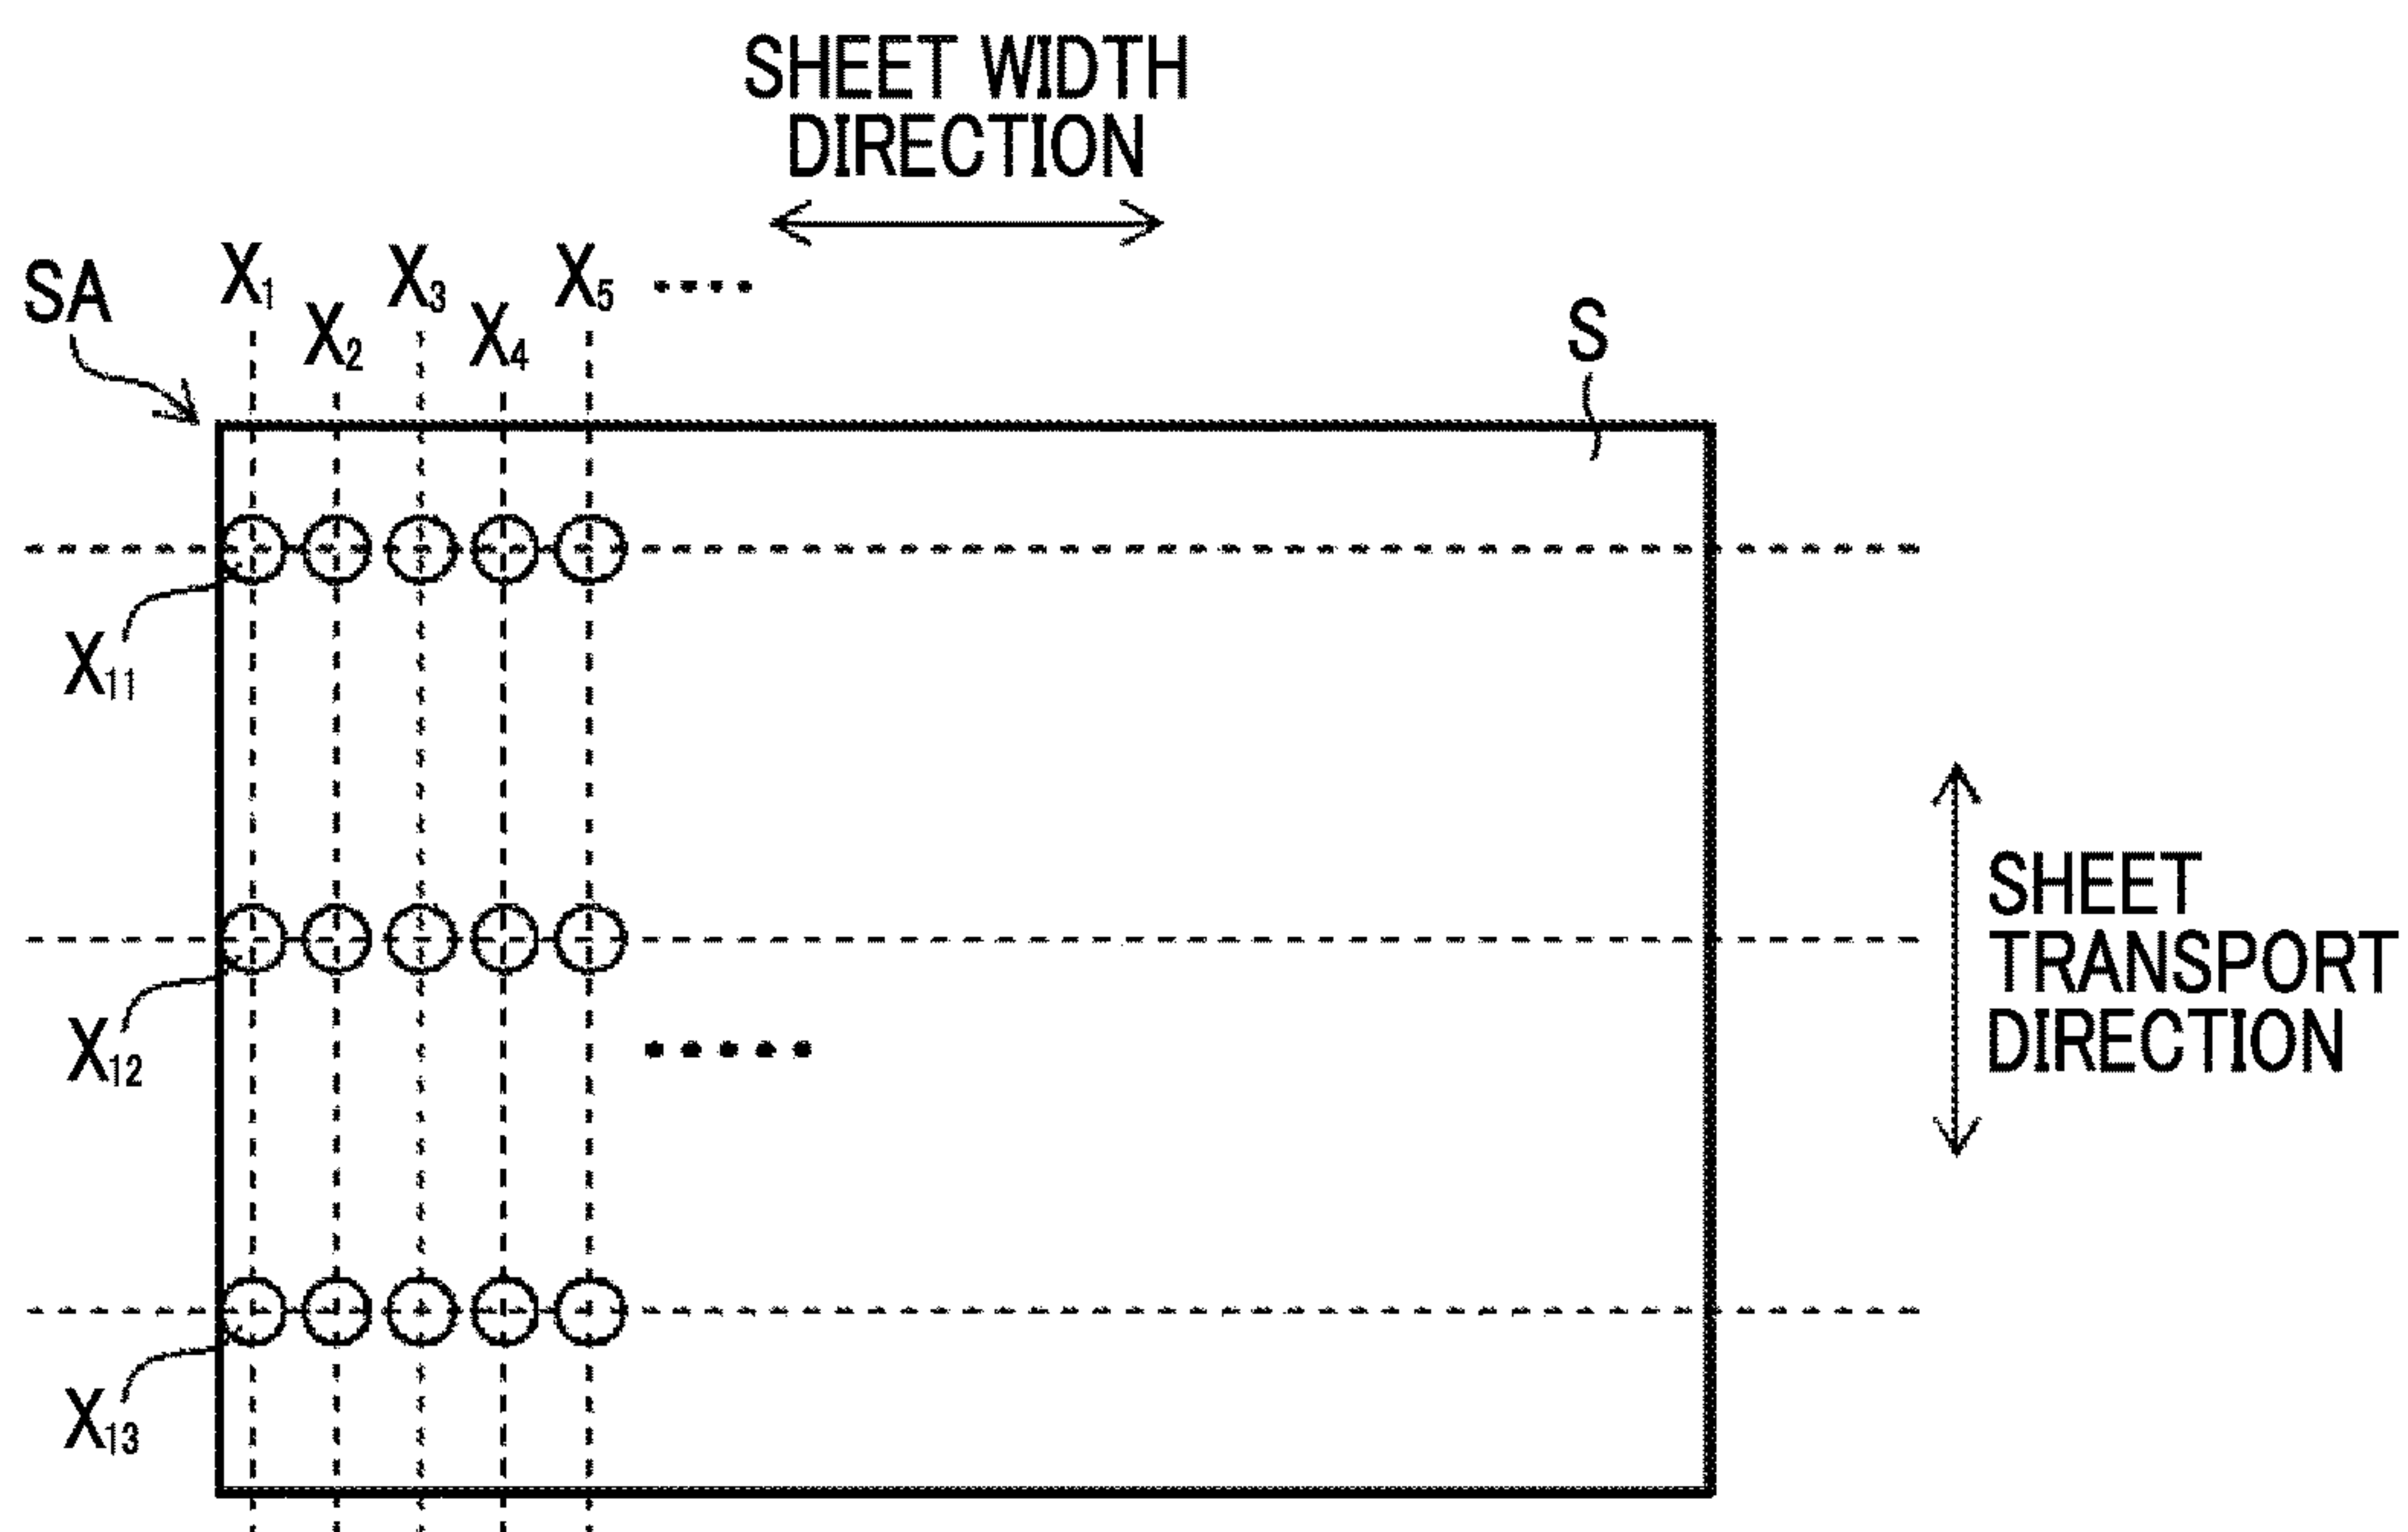 SHEET WIDTH
DIRECTION
SA
X1
X2
X3
X4
X5
....
S
X11
X12
.....
X13
SHEET
TRANSPORT
DIRECTION